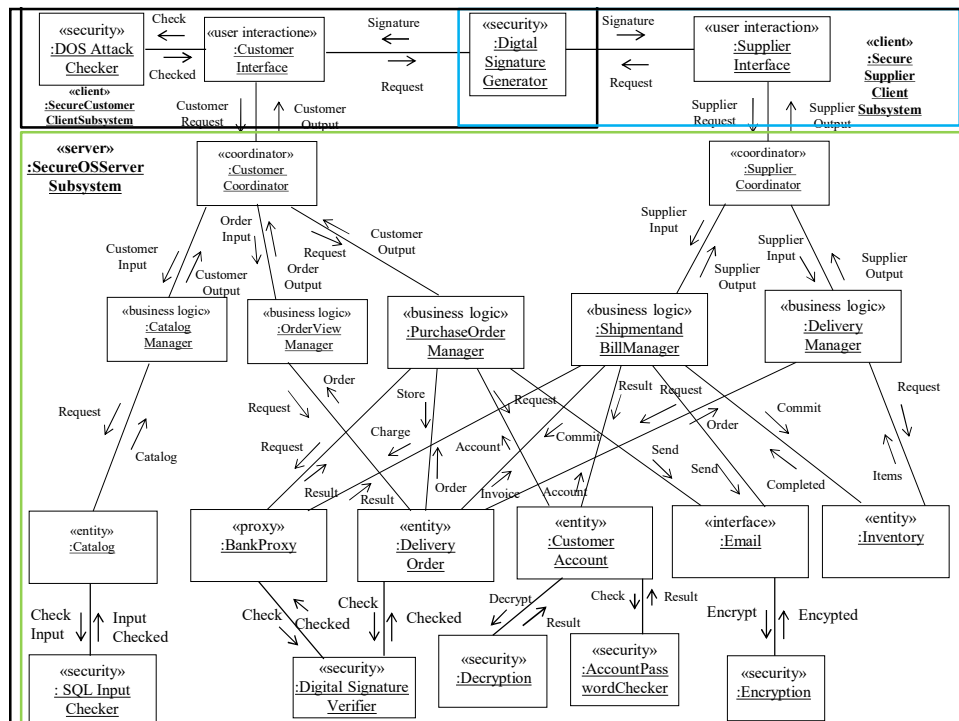 «security»
:DOS Attack
Checker
«client»
:SecureCustomer
ClientSubsystem
Check
Checked
«user interactione»
:Customer
Interface
Signature
Request
«security»
:Digtal
Signature
Generator
Signature
Request
«user interaction»
:Supplier
Interface
«client»
:Secure
Supplier
Client
Subsystem
Customer
Request
Customer
Output
Supplier
Request
Supplier
Output
«server»
:SecureOSServer
Subsystem
«coordinator»
:Customer
Coordinator
«coordinator»
:Supplier
Coordinator
Customer
Input
Customer
Output
Order
Input
Order
Output
Request
Customer
Output
Supplier
Input
Supplier
Output
Supplier
Input
Supplier
Output
«business logic»
:Catalag
Manager
«business logic»
:OrderView
Manager
«business logic»
:PurchaseOrder
Manager
«business logic»
:Shipmentand
BillManager
«business logic»
:Delivery
Manager
Request
Catalag
Request
Order
Store
Request
Result
Charge
Result
Order
Account
Request
Invoice
Commit
Result
Account
Request
Order
Send
Send
Commit
Completed
Request
Items
«entity»
:Catalog
«proxy»
:BankProxy
«entity»
:Delivery
Order
«entity»
:Customer
Account
«interface»
:Email
«entity»
:Inventory
Check
Input
Input
Checked
Check
Checked
Check
Checked
Decrypt
Result
Check
Result
Encrypt
Encypted
«security»
: SQL Input
Checker
«security»
:Digital Signature
Verifier
«security»
:Decryption
«security»
:AccountPass
wordChecker
«security»
:Encryption